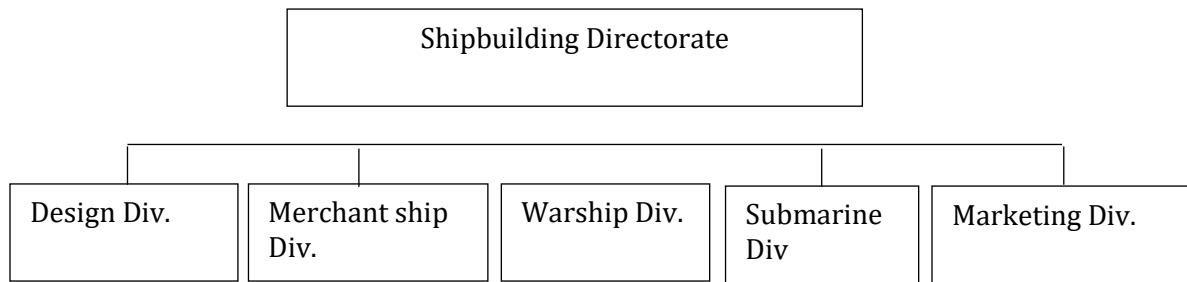 Shipbuilding Directorate
Design Div.
Merchant ship
Div.
Warship Div.
Submarine
Div
Marketing Div.